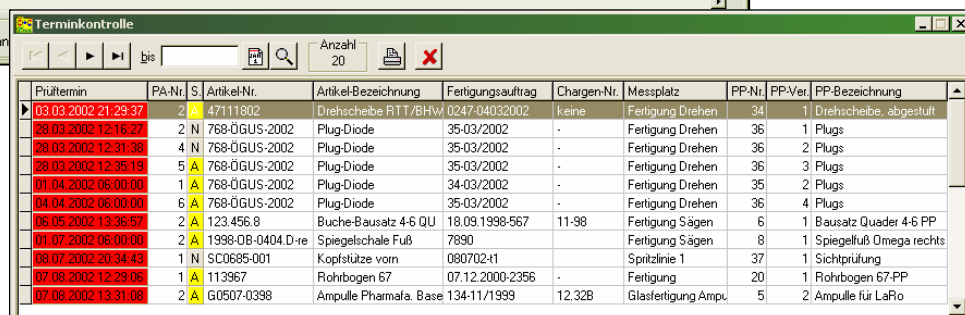 Terminkontrolle
bis
Anzahl
20
Prüftermin PA-Nr. S. Artikel-Nr. Artikel-Bezeichnung Fertigungsauftrag Chargen-Nr. Messplatz PP-Nr. PP-Ver. PP-Bezeichnung
03.03.2002 21:29:37 2 A 47111802 Drehscheibe RTT/BHW 0247-04032002 keine Fertigung Drehen 34 1 Drehscheibe, abgestuft
28.03.2002 12:16:27 2 N 768-ÖGUS-2002 Plug-Diode 35-03/2002 - Fertigung Drehen 36 1 Plugs
28.03.2002 12:31:38 4 N 768-ÖGUS-2002 Plug-Diode 35-03/2002 - Fertigung Drehen 36 2 Plugs
28.03.2002 12:35:19 5 A 768-ÖGUS-2002 Plug-Diode 35-03/2002 - Fertigung Drehen 36 3 Plugs
01.04.2002 06:00:00 1 A 768-ÖGUS-2002 Plug-Diode 34-03/2002 - Fertigung Drehen 35 2 Plugs
04.04.2002 06:00:00 6 A 768-ÖGUS-2002 Plug-Diode 35-03/2002 - Fertigung Drehen 36 4 Plugs
06.05.2002 13:36:57 2 A 123.456.8 Buche-Bausatz 4-6 QU 18.09.1998-567 11-98 Fertigung Sägen 6 1 Bausatz Quader 4-6 PP
01.07.2002 06:00:00 2 A 1998-OB-0404.D-re Spiegelschale Fuß 7890 Fertigung Sägen 8 1 Spiegelfuß Omega rechts
08.07.2002 20:34:43 1 N SC0685-001 Kopfstütze vorn 080702-t1 Spritzlinie 1 37 1 Sichtprüfung
07.08.2002 12:29:06 1 A 113967 Rohrbogen 67 07.12.2000-2356 - Fertigung 20 1 Rohrbogen 67-PP
07.08.2002 13:31:08 2 A G0507-0398 Ampulle Pharmafa. Base 134-11/1999 12.32B Glasfertigung Ampu 5 2 Ampulle für LaRo